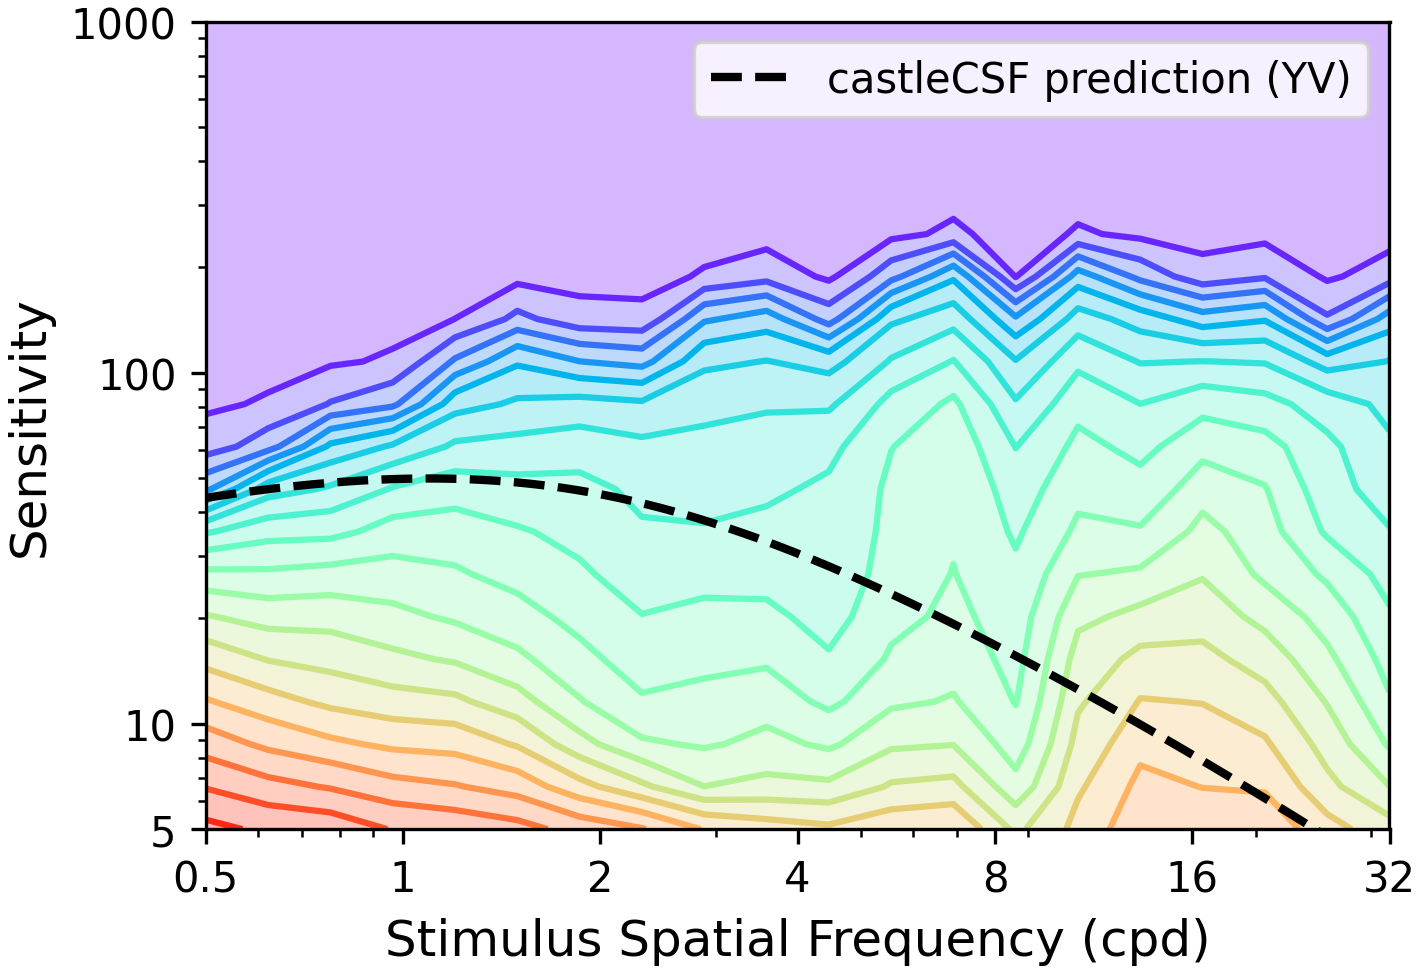 1000
100
10
5
Sensitivity
castleCSF prediction (YV)
0.5 1 2 4 8 16 32
Stimulus Spatial Frequency (cpd)